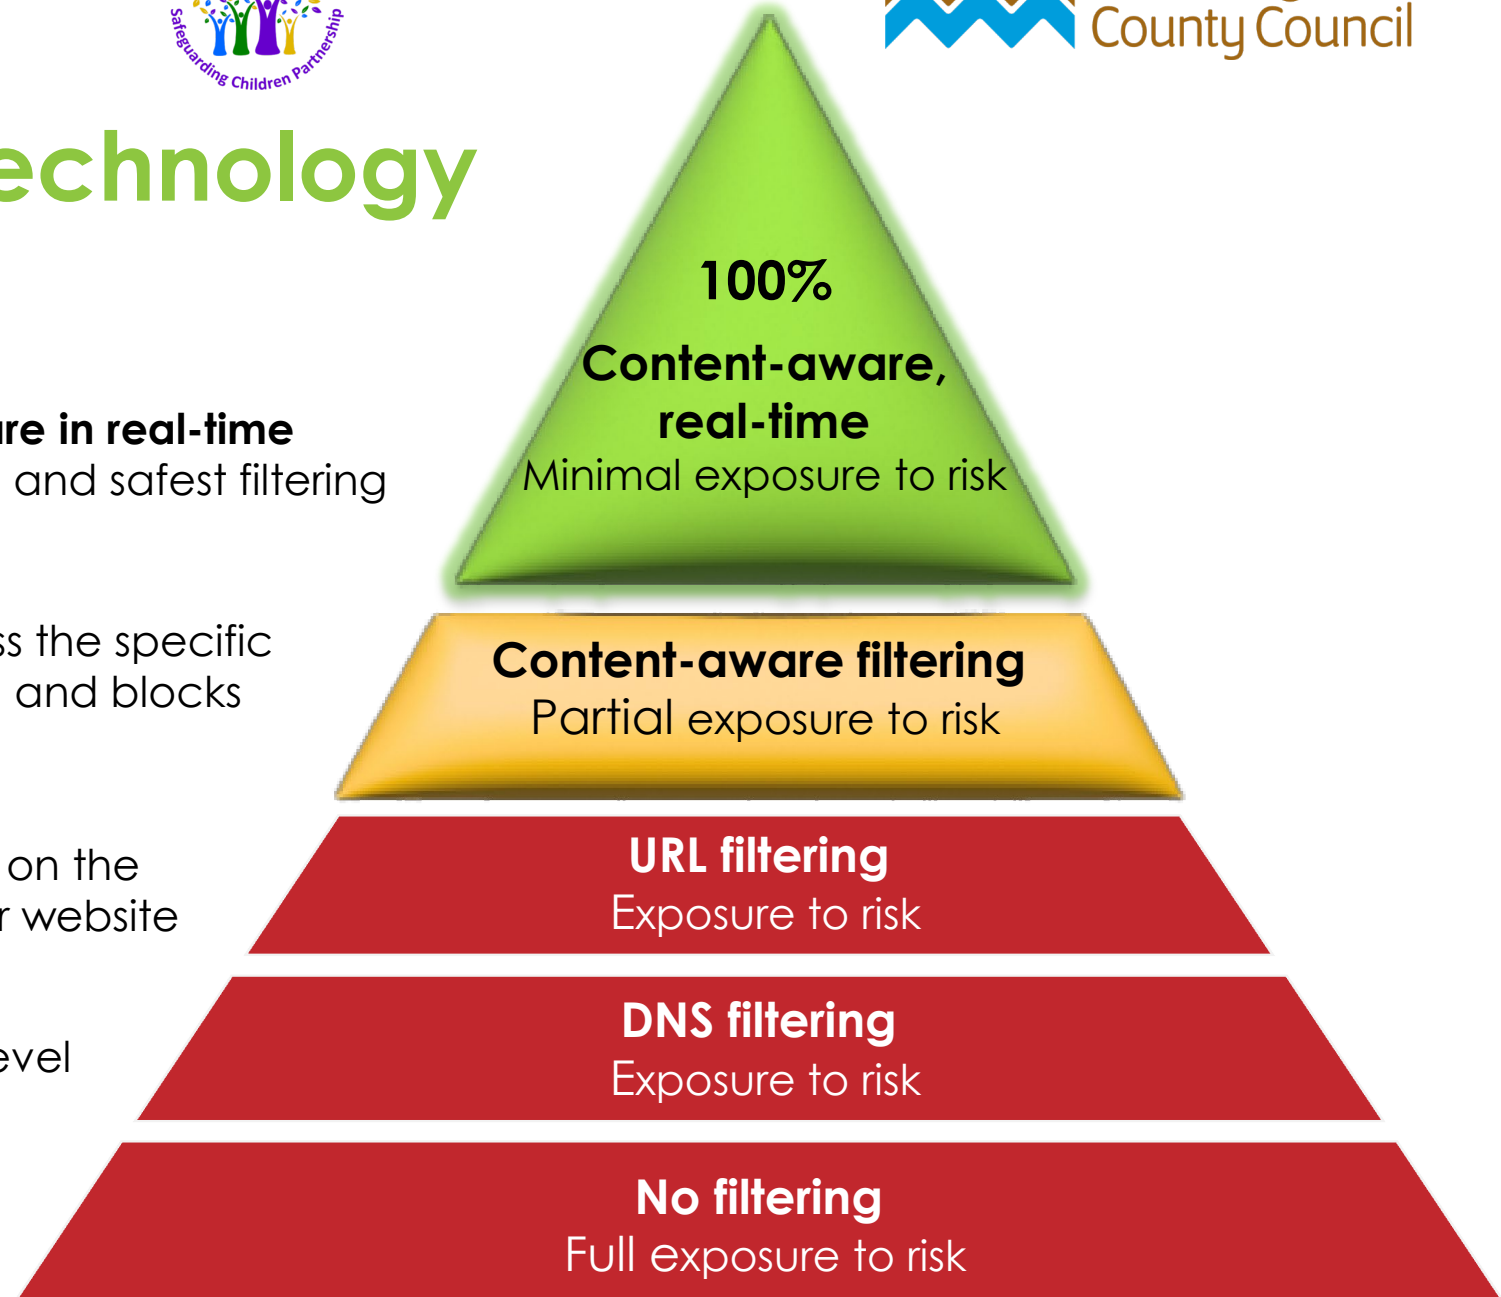 Safeguarding Children Partnership
County Council
echnology
100%
Content-aware,
real-time
Minimal exposure to risk
re in real-time
and safest filtering
Content-aware filtering
Partial exposure to risk
ss the specific
and blocks
URL filtering
Exposure to risk
on the
r website
DNS filtering
Exposure to risk
evel
No filtering
Full exposure to risk